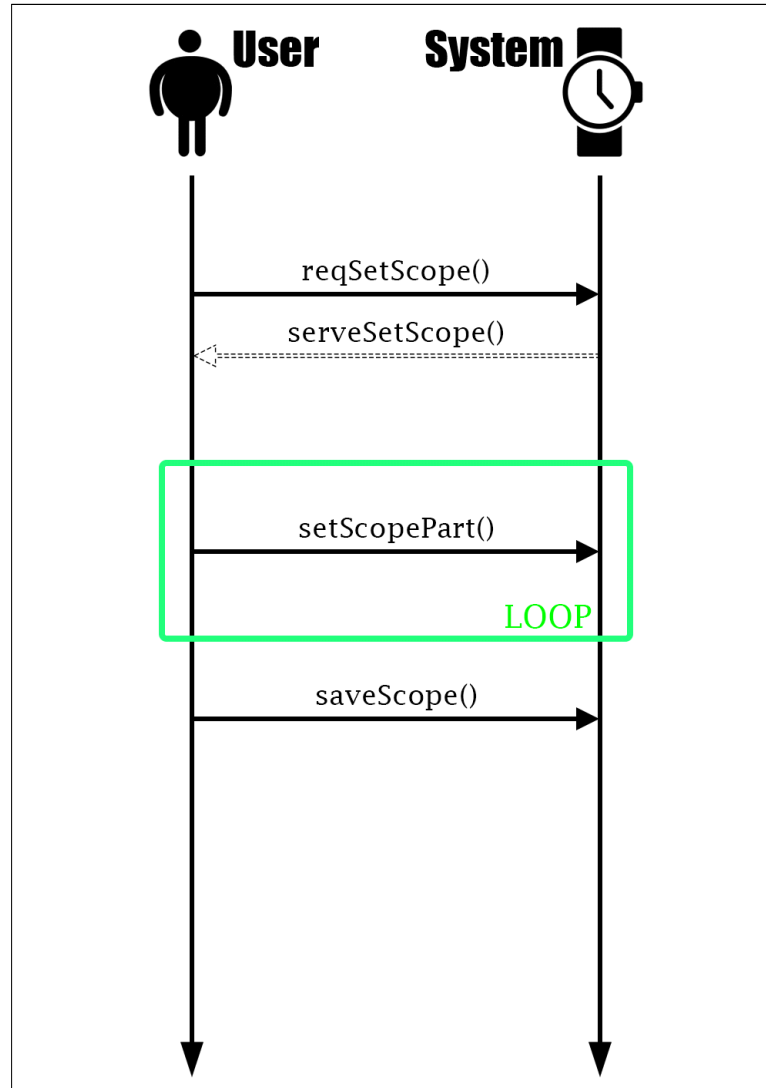 User System
reqSetScope()
serveSetScope()
setScopePart()
LOOP
saveScope()